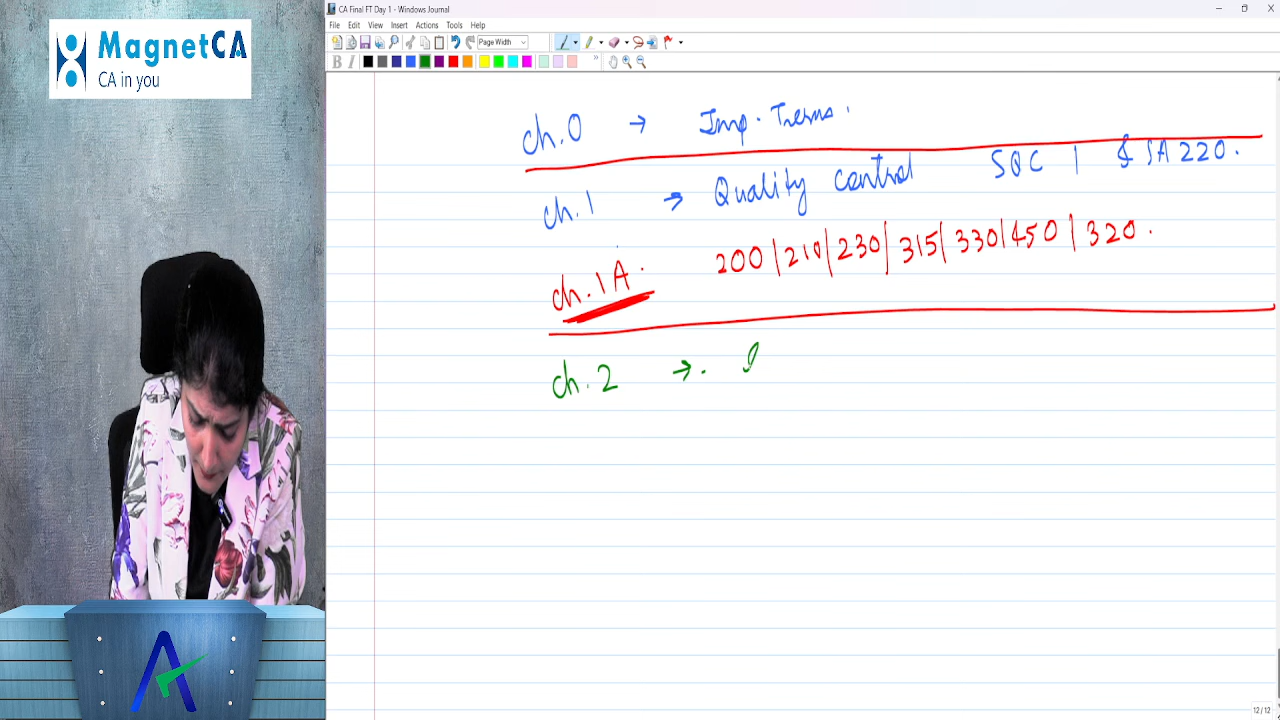 MagnetCA
CA in you
CA Final FT Day 1 - Windows Journal
File Edit View Insert Actions Tools Help
Page Width
B I
ch.0 → Imp. Terms.
ch.1 → Quality control SQC 1 & SA 220.
ch.1A. 200/210/230/315/330/450/320.
ch.2 →.
12/12